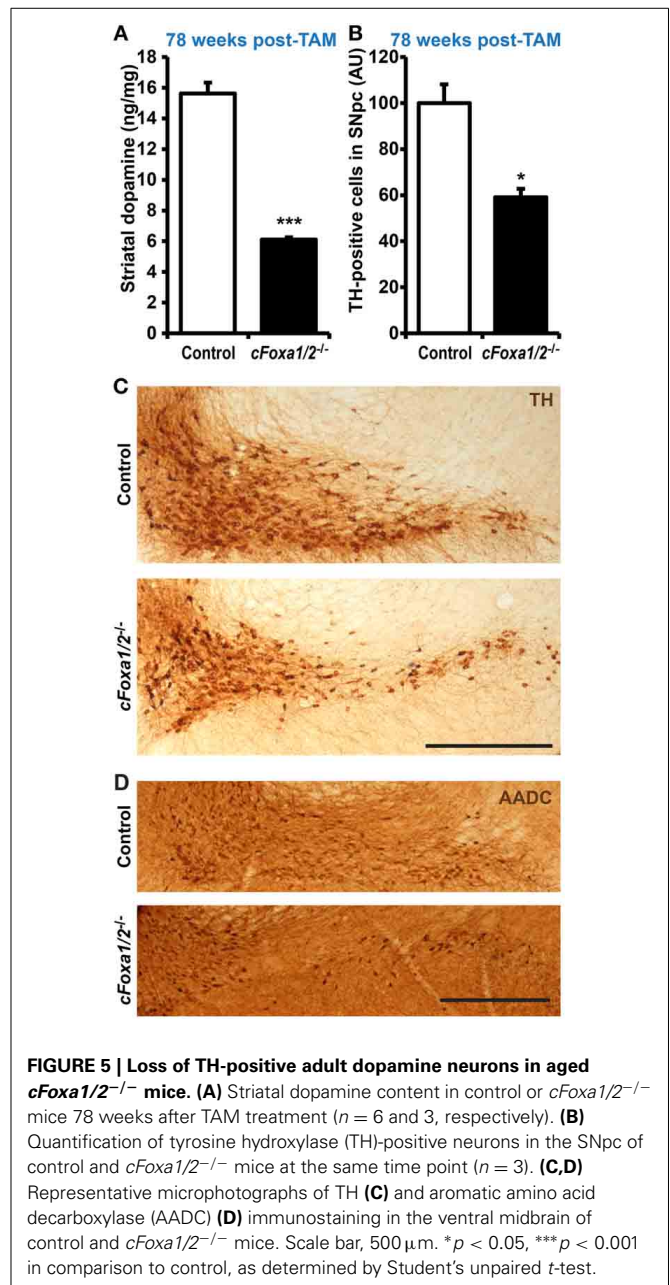 A
B
78 weeks post-TAM
78 weeks post-TAM
Striatal dopamine (ng/mg)
18
16
14
12
10
8
6
4
2
0
***
Control
cFoxa1/2-/-
TH-positive cells in SNpc (AU)
120
100
80
60
40
20
0
*
Control
cFoxa1/2-/-
C
TH
Control
cFoxa1/2-/-
D
AADC
Control
cFoxa1/2-/-
FIGURE 5 | Loss of TH-positive adult dopamine neurons in aged
cFoxa1/2−/− mice. (A) Striatal dopamine content in control or cFoxa1/2−/−
mice 78 weeks after TAM treatment (n = 6 and 3, respectively). (B)
Quantification of tyrosine hydroxylase (TH)-positive neurons in the SNpc of
control and cFoxa1/2−/− mice at the same time point (n = 3). (C,D)
Representative microphotographs of TH (C) and aromatic amino acid
decarboxylase (AADC) (D) immunostaining in the ventral midbrain of
control and cFoxa1/2−/− mice. Scale bar, 500 μm. *p < 0.05, ***p < 0.001
in comparison to control, as determined by Student's unpaired t-test.